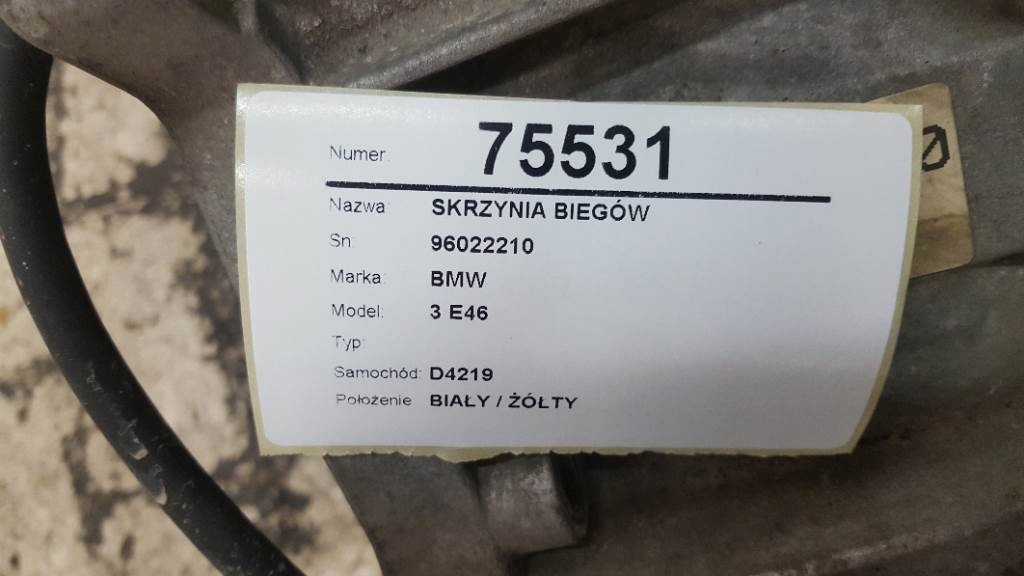 Numer: 75531
Nazwa: SKRZYNIA BIEGÓW
Sn: 96022210
Marka: BMW
Model: 3 E46
Typ:
Samochód: D4219
Położenie BIAŁY / ŻÓŁTY